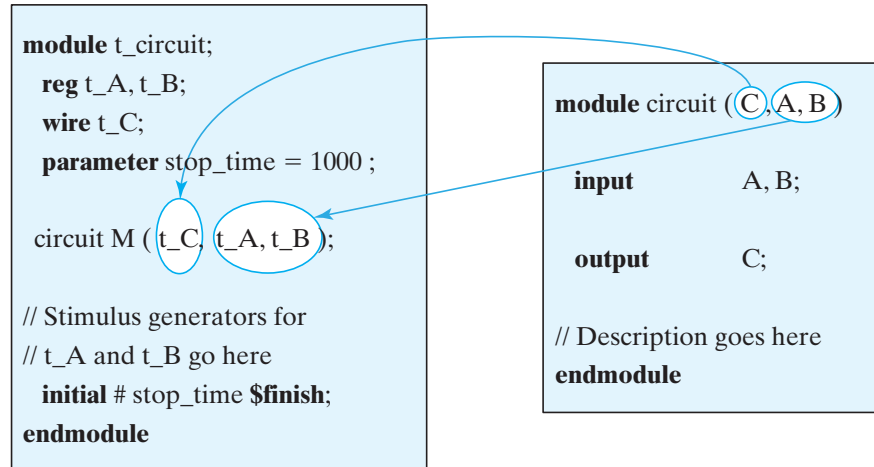 module t_circuit;
reg t_A, t_B;
wire t_C;
parameter stop_time = 1000 ;
circuit M ( t_C, t_A, t_B );
// Stimulus generators for
// t_A and t_B go here
initial # stop_time $finish;
endmodule
module circuit ( C, A, B )
input A, B;
output C;
// Description goes here
endmodule